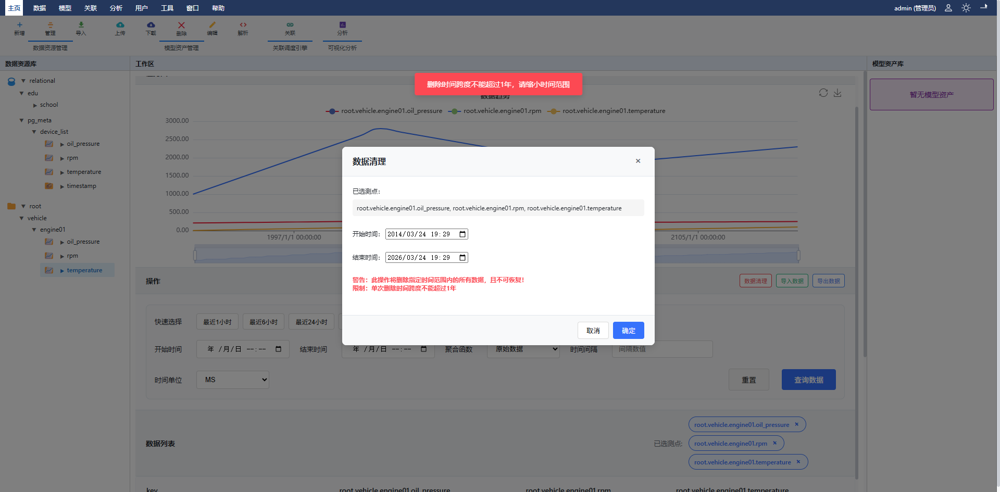 主页 数据 模型 关联 分析 用户 工具 窗口 帮助 admin (管理员)
新增 管理 导入 上传 下载 删除 编辑 解析 关联 分析
数据资源管理 模型资产管理 关联调度引擎 可视化分析
数据资源库
relational
edu
school
pg_meta
device_list
oil_pressure
rpm
temperature
timestamp
root
vehicle
engine01
oil_pressure
rpm
temperature
工作区
删除时间跨度不能超过1年，请缩小时间范围
数据趋势
root.vehicle.engine01.oil_pressure root.vehicle.engine01.rpm root.vehicle.engine01.temperature
3000.00
2500.00
2000.00
1500.00
1000.00
500.00
0.00
1997/1/1 00:00:00 2105/1/1 00:00:00
数据清理 ×
已选测点：
root.vehicle.engine01.oil_pressure, root.vehicle.engine01.rpm, root.vehicle.engine01.temperature
开始时间： 2014/03/24 19:29
结束时间： 2026/03/24 19:29
警告：此操作将删除指定时间范围内的所有数据，且不可恢复！
限制：单次删除时间跨度不能超过1年
取消 确定
操作 数据清理 导入数据 导出数据
快速选择 最近1小时 最近6小时 最近24小时
开始时间 年 /月/日 --:-- 结束时间 年 /月/日 --:-- 聚合函数 原始数据 时间间隔 间隔数值
时间单位 MS 重置 查询数据
数据列表 已选测点:
root.vehicle.engine01.oil_pressure ×
root.vehicle.engine01.rpm ×
root.vehicle.engine01.temperature ×
key root.vehicle.engine01.oil_pressure root.vehicle.engine01.rpm root.vehicle.engine01.temperature
模型资产库
暂无模型资产